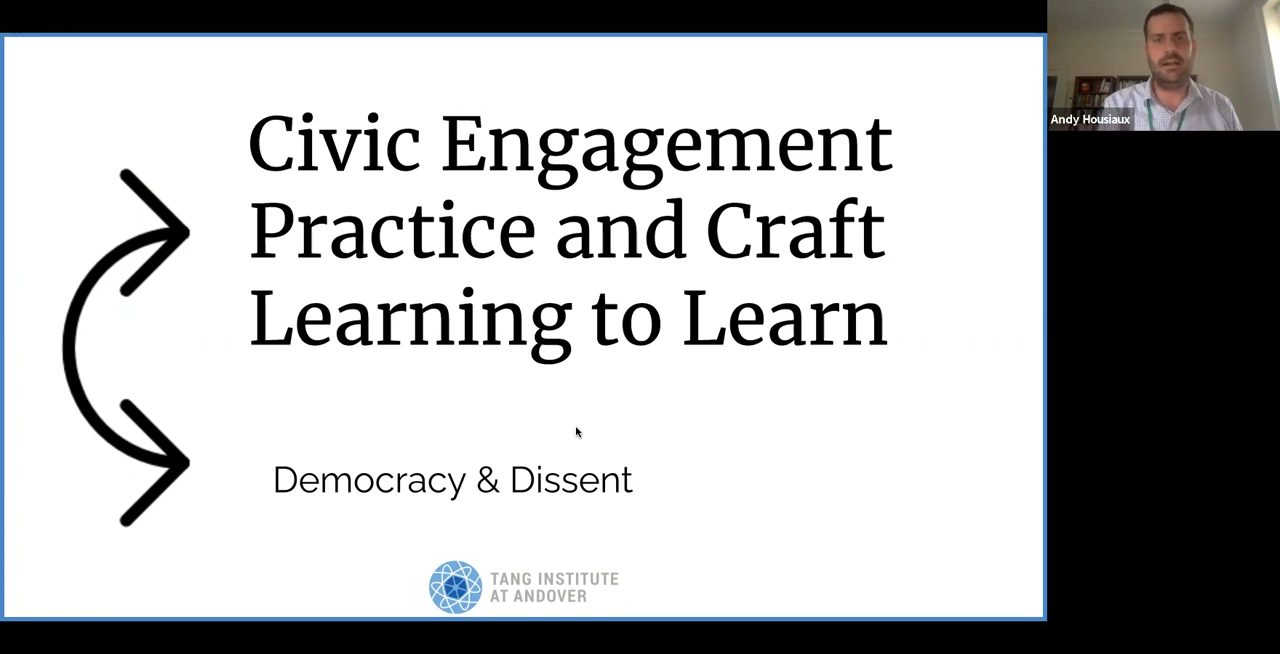 Civic Engagement
Practice and Craft
Learning to Learn
Democracy & Dissent
TANG INSTITUTE
AT ANDOVER
Andy Housiaux